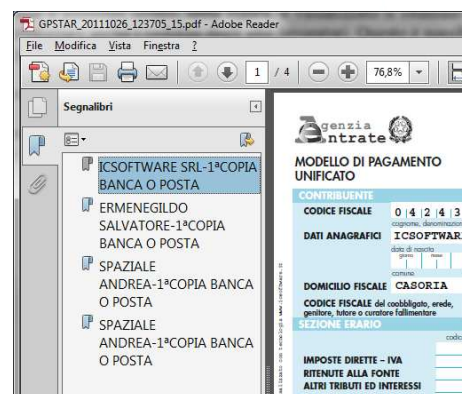 GPSTAR_20111026_123705_15.pdf - Adobe Reader
File Modifica Vista Finestra ?
1 / 4 76,8%
Segnalibri
ICSOFTWARE SRL-1ªCOPIA
BANCA O POSTA
ERMENEGILDO
SALVATORE-1ªCOPIA
BANCA O POSTA
SPAZIALE
ANDREA-1ªCOPIA BANCA
O POSTA
SPAZIALE
ANDREA-1ªCOPIA BANCA
O POSTA
Agenzia
Entrate
MODELLO DI PAGAMENTO
UNIFICATO
CONTRIBUENTE
CODICE FISCALE 0 4 2 4 3
cognome, denominazion
DATI ANAGRAFICI ICSOFTWARE
data di nascita
giorno mese
comune
DOMICILIO FISCALE CASORIA
CODICE FISCALE del coobbligato, erede,
genitore, tutore o curatore fallimentare
SEZIONE ERARIO
codic
IMPOSTE DIRETTE – IVA
RITENUTE ALLA FONTE
ALTRI TRIBUTI ED INTERESSI